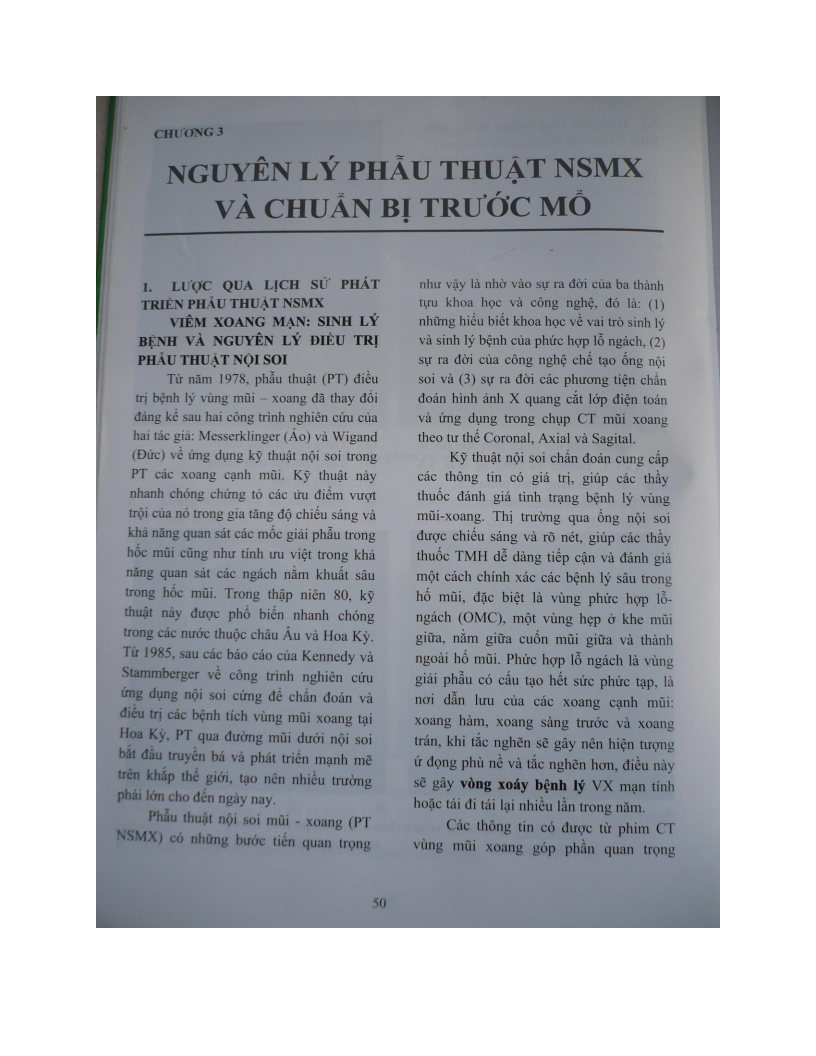 CHƯƠNG 3
NGUYÊN LÝ PHẪU THUẬT NSMX
VÀ CHUẨN BỊ TRƯỚC MỔ
1. LƯỢC QUA LỊCH SỬ PHÁT
TRIỂN PHẪU THUẬT NSMX
VIÊM XOANG MẠN: SINH LÝ
BỆNH VÀ NGUYÊN LÝ ĐIỀU TRỊ
PHẪU THUẬT NỘI SOI
Từ năm 1978, phẫu thuật (PT) điều
trị bệnh lý vùng mũi – xoang đã thay đổi
đáng kể sau hai công trình nghiên cứu của
hai tác giả: Messerklinger (Áo) và Wigand
(Đức) về ứng dụng kỹ thuật nội soi trong
PT các xoang cạnh mũi. Kỹ thuật này
nhanh chóng chứng tỏ các ưu điểm vượt
trội của nó trong gia tăng độ chiếu sáng và
khả năng quan sát các mốc giải phẫu trong
hốc mũi cũng như tính ưu việt trong khả
năng quan sát các ngách nằm khuất sâu
trong hốc mũi. Trong thập niên 80, kỹ
thuật này được phổ biến nhanh chóng
trong các nước thuộc châu Âu và Hoa Kỳ.
Từ 1985, sau các báo cáo của Kennedy và
Stammberger về công trình nghiên cứu
ứng dụng nội soi cứng để chẩn đoán và
điều trị các bệnh tích vùng mũi xoang tại
Hoa Kỳ, PT qua đường mũi dưới nội soi
bắt đầu truyền bá và phát triển mạnh mẽ
trên khắp thế giới, tạo nên nhiều trường
phái lớn cho đến ngày nay.
Phẫu thuật nội soi mũi - xoang (PT
NSMX) có những bước tiến quan trọng
như vậy là nhờ vào sự ra đời của ba thành
tựu khoa học và công nghệ, đó là: (1)
những hiểu biết khoa học về vai trò sinh lý
và sinh lý bệnh của phức hợp lỗ ngách, (2)
sự ra đời của công nghệ chế tạo ống nội
soi và (3) sự ra đời các phương tiện chẩn
đoán hình ảnh X quang cắt lớp điện toán
và ứng dụng trong chụp CT mũi xoang
theo tư thế Coronal, Axial và Sagital.
Kỹ thuật nội soi chẩn đoán cung cấp
các thông tin có giá trị, giúp các thầy
thuốc đánh giá tình trạng bệnh lý vùng
mũi-xoang. Thị trường qua ống nội soi
được chiếu sáng và rõ nét, giúp các thầy
thuốc TMH dễ dàng tiếp cận và đánh giá
một cách chính xác các bệnh lý sâu trong
hố mũi, đặc biệt là vùng phức hợp lỗ-
ngách (OMC), một vùng hẹp ở khe mũi
giữa, nằm giữa cuốn mũi giữa và thành
ngoài hố mũi. Phức hợp lỗ ngách là vùng
giải phẫu có cấu tạo hết sức phức tạp, là
nơi dẫn lưu của các xoang cạnh mũi:
xoang hàm, xoang sàng trước và xoang
trán, khi tắc nghẽn sẽ gây nên hiện tượng
ứ đọng phù nề và tắc nghẽn hơn, điều này
sẽ gây vòng xoáy bệnh lý VX mạn tính
hoặc tái đi tái lại nhiều lần trong năm.
Các thông tin có được từ phim CT
vùng mũi xoang góp phần quan trọng
50